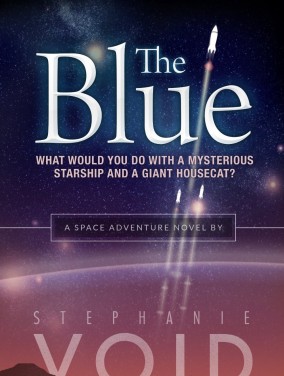 The
Blue
WHAT WOULD YOU DO WITH A MYSTERIOUS
STARSHIP AND A GIANT HOUSECAT?
A SPACE ADVENTURE NOVEL BY
STEPHANIE
VOID